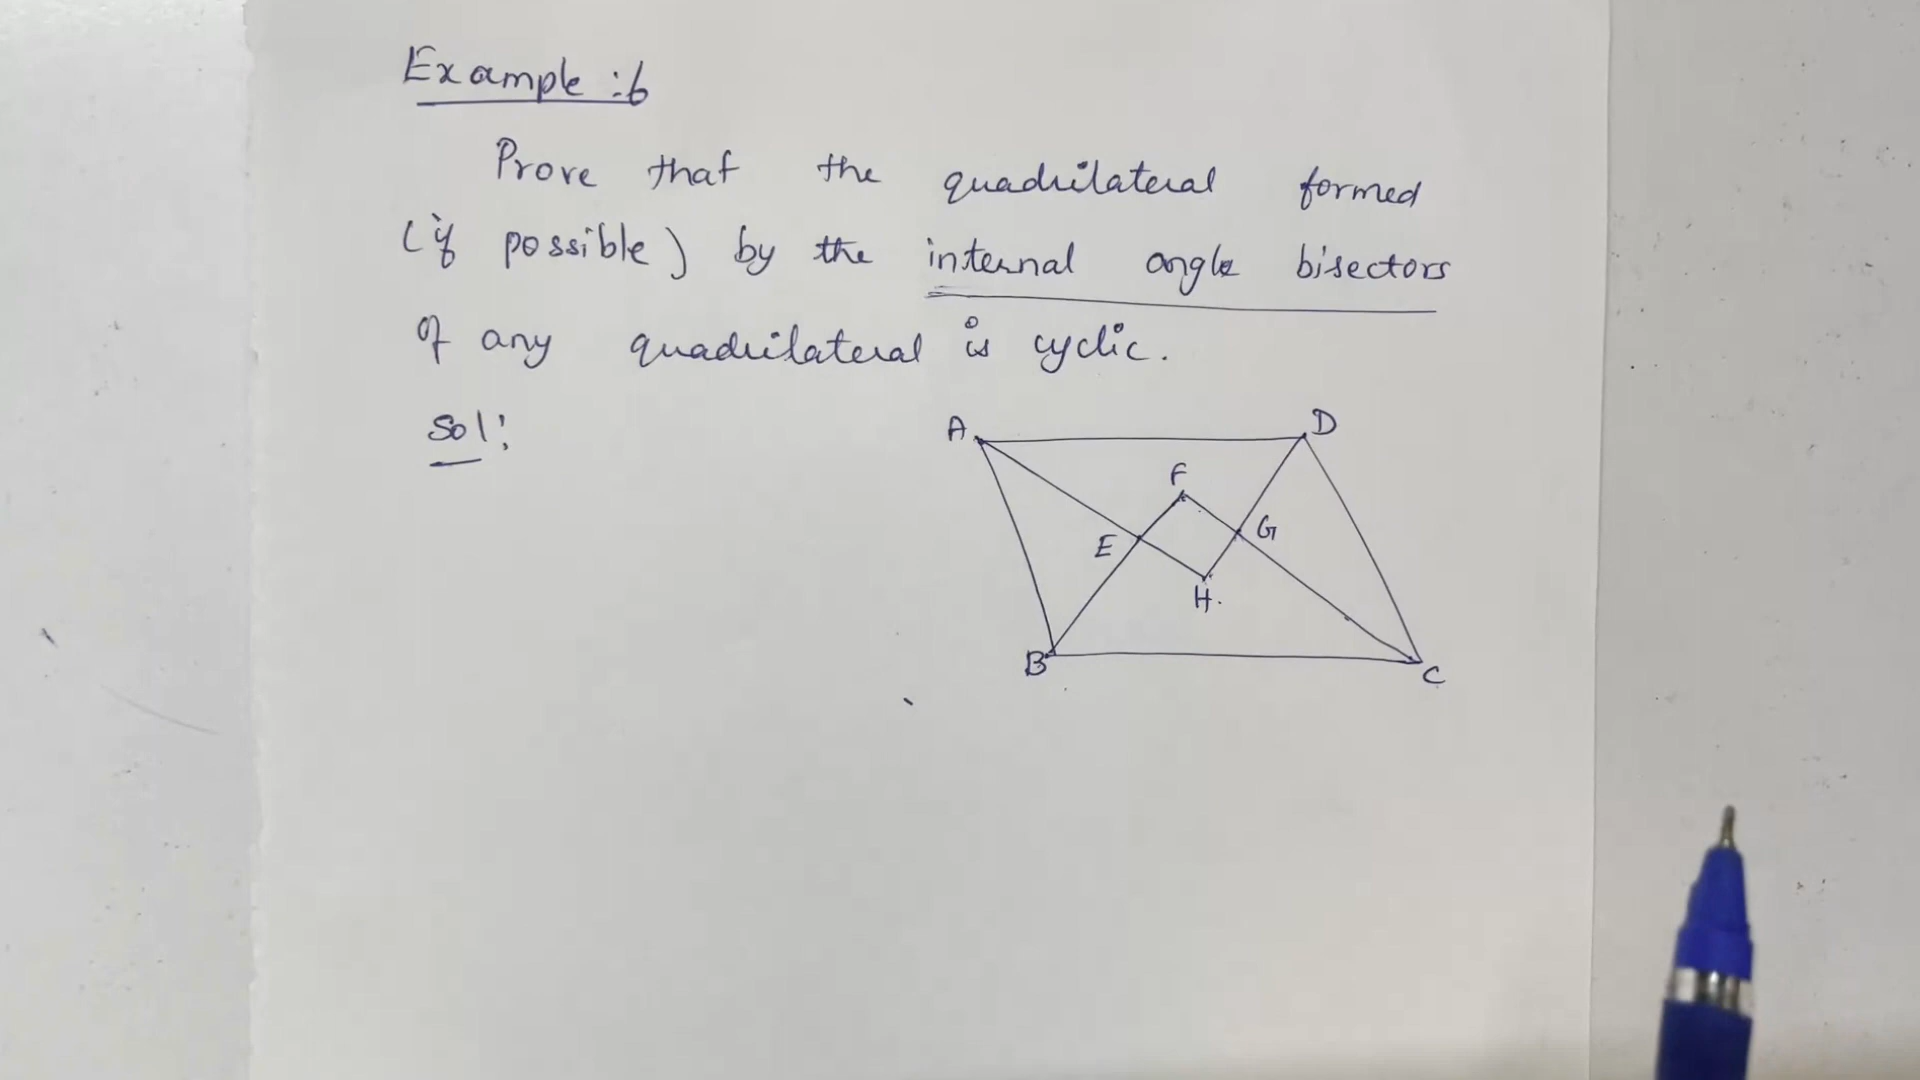 Example :6
Prove that the quadrilateral formed
(if possible) by the internal angle bisectors
of any quadrilateral is cyclic.
Sol:
A
D
F
E
G
H.
B
C